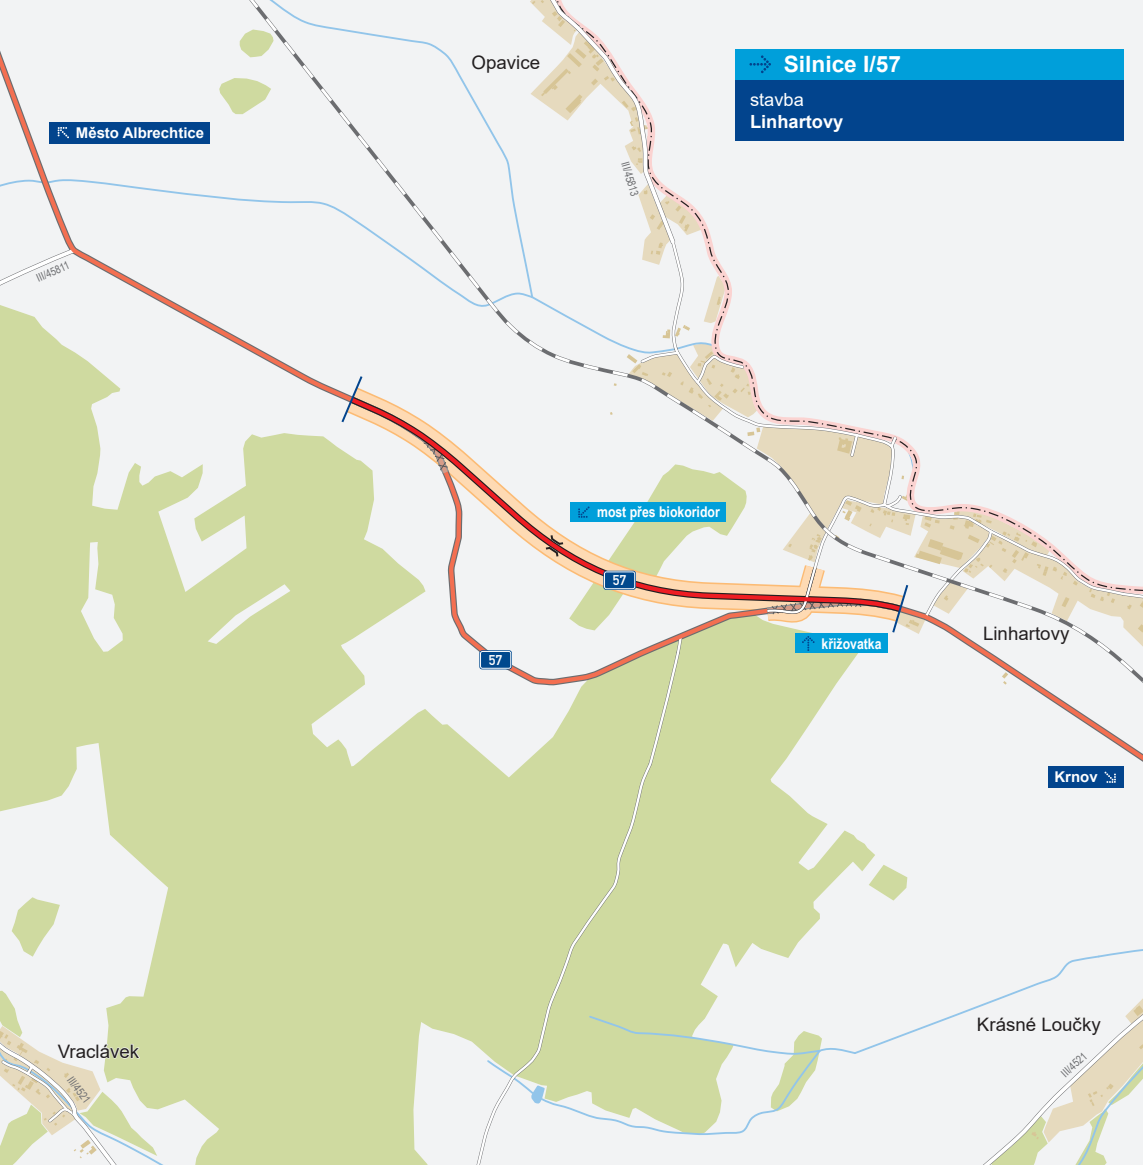 Opavice
Silnice I/57
stavba
Linhartovy
Město Albrechtice
III/45813
III/45811
most přes biokoridor
57
57
křižovatka
Linhartovy
Krnov
Krásné Loučky
Vraclávek
III/4521
III/4521